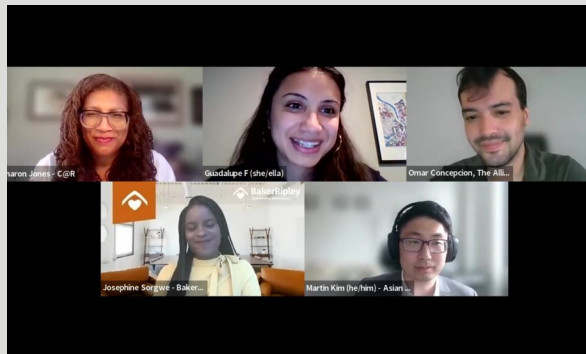 haron Jones - C@R
Guadalupe F (she/ella)
Omar Concepcion, The Alli...
BakerRipley
Josephine Sorgwe - Baker...
Martin Kim (he/him) - Asian ...